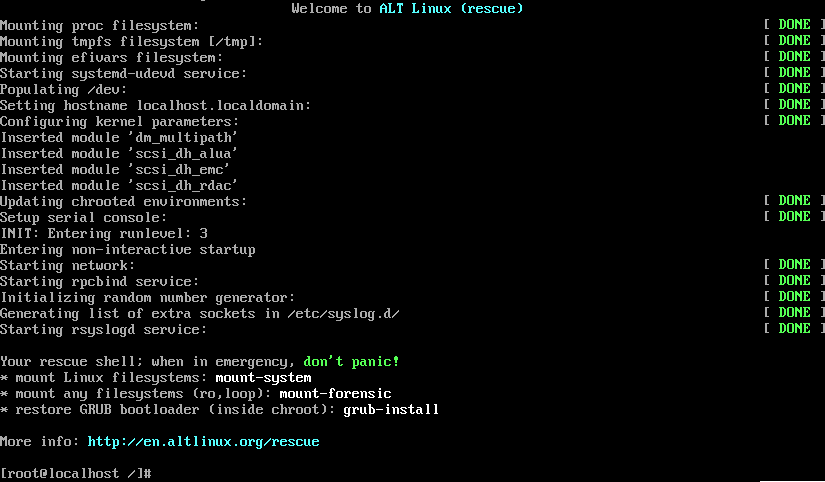 Welcome to ALT Linux (rescue)
Mounting proc filesystem: [ DONE ]
Mounting tmpfs filesystem [/tmp]: [ DONE ]
Mounting efivars filesystem: [ DONE ]
Starting systemd-udevd service: [ DONE ]
Populating /dev: [ DONE ]
Setting hostname localhost.localdomain: [ DONE ]
Configuring kernel parameters: [ DONE ]
Inserted module 'dm_multipath'
Inserted module 'scsi_dh_alua'
Inserted module 'scsi_dh_emc'
Inserted module 'scsi_dh_rdac'
Updating chrooted environments: [ DONE ]
Setup serial console: [ DONE ]
INIT: Entering runlevel: 3
Entering non-interactive startup
Starting network: [ DONE ]
Starting rpcbind service: [ DONE ]
Initializing random number generator: [ DONE ]
Generating list of extra sockets in /etc/syslog.d/ [ DONE ]
Starting rsyslogd service: [ DONE ]
Your rescue shell; when in emergency, don't panic!
* mount Linux filesystems: mount-system
* mount any filesystems (ro,loop): mount-forensic
* restore GRUB bootloader (inside chroot): grub-install
More info: http://en.altlinux.org/rescue
[root@localhost /]#